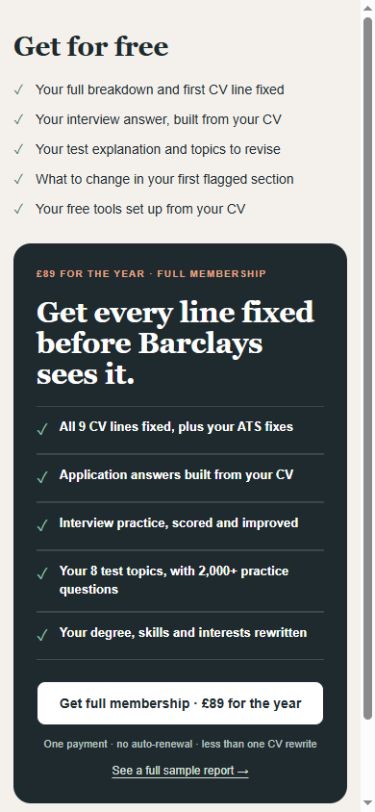 Get for free
✓ Your full breakdown and first CV line fixed
✓ Your interview answer, built from your CV
✓ Your test explanation and topics to revise
✓ What to change in your first flagged section
✓ Your free tools set up from your CV
£89 FOR THE YEAR · FULL MEMBERSHIP
Get every line fixed
before Barclays
sees it.
✓ All 9 CV lines fixed, plus your ATS fixes
✓ Application answers built from your CV
✓ Interview practice, scored and improved
✓ Your 8 test topics, with 2,000+ practice
questions
✓ Your degree, skills and interests rewritten
Get full membership · £89 for the year
One payment · no auto-renewal · less than one CV rewrite
See a full sample report →